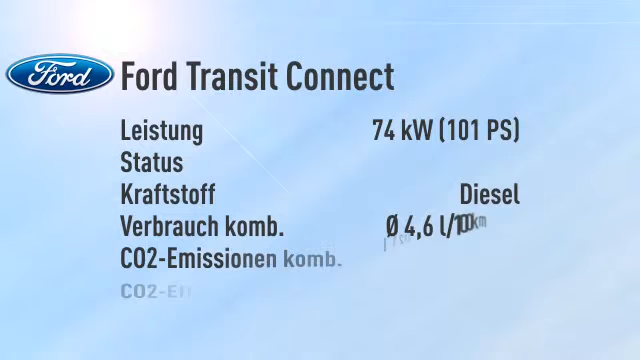 Ford
Ford Transit Connect
Leistung 74 kW (101 PS)
Status
Kraftstoff Diesel
Verbrauch komb. Ø 4,6 l/100km
CO2-Emissionen komb.